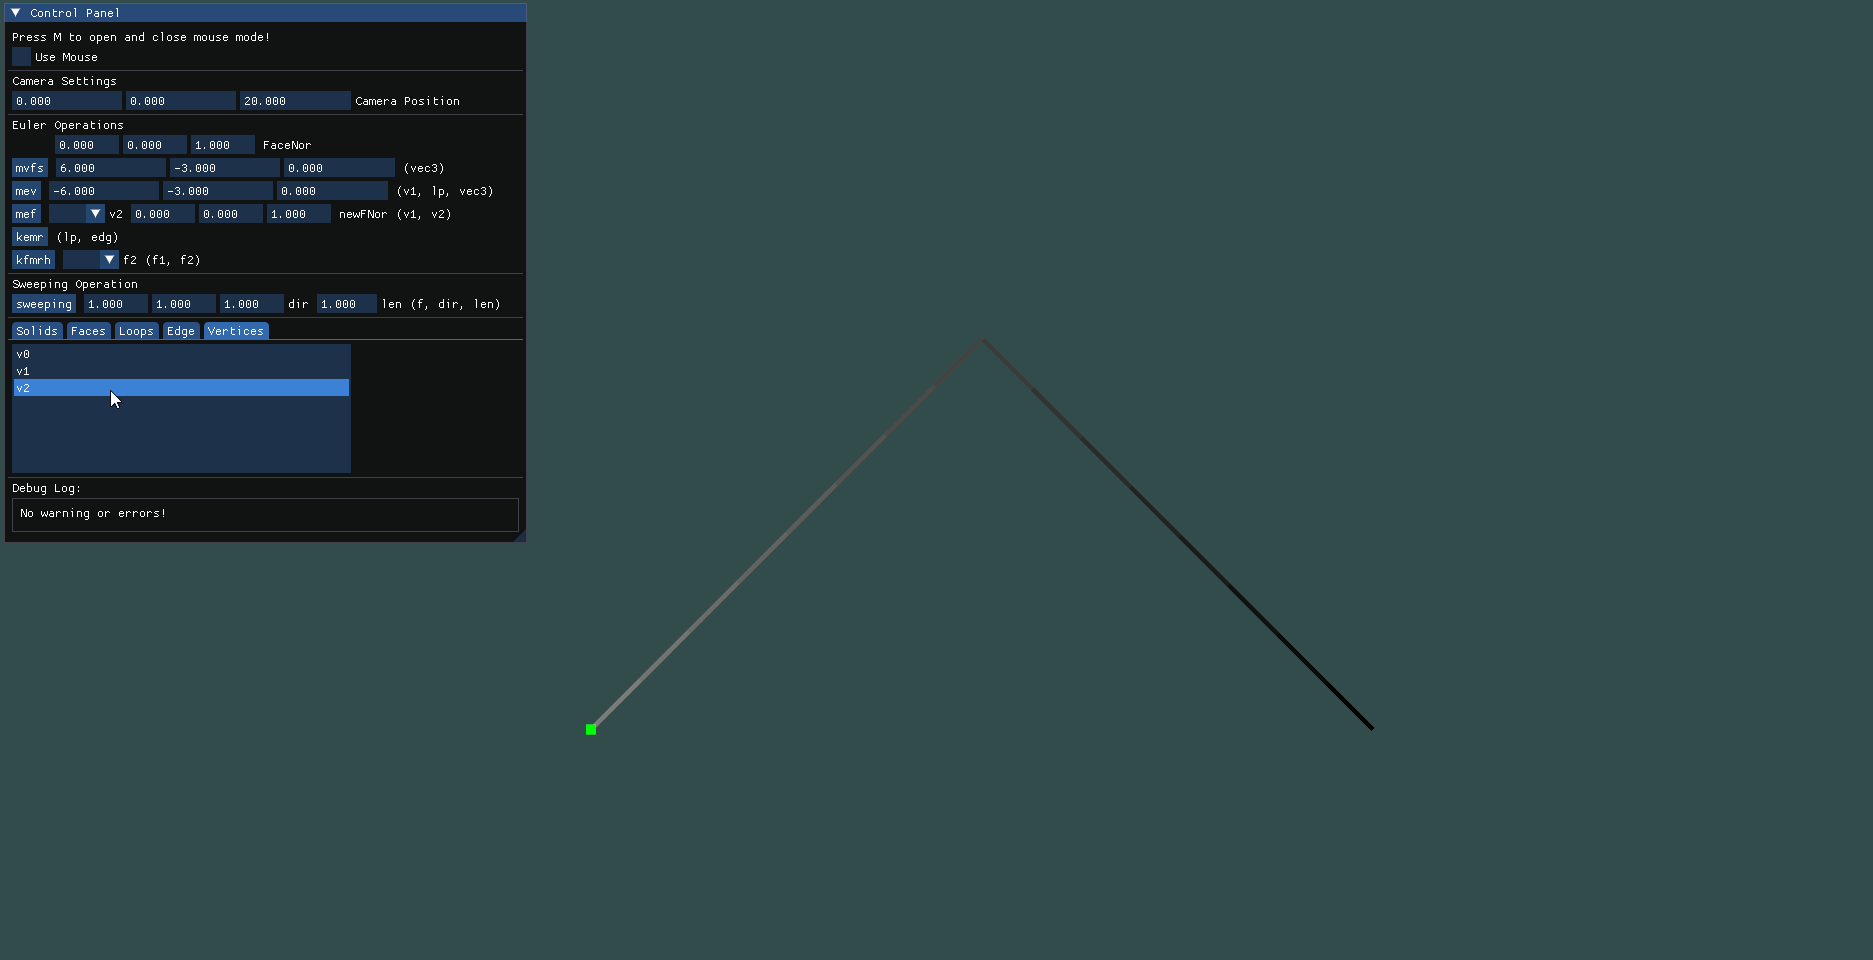 Control Panel
Press M to open and close mouse mode!
Use Mouse
Camera Settings
0.000 0.000 20.000 Camera Position
Euler Operations
0.000 0.000 1.000 FaceNor
mvfs 6.000 -3.000 0.000 (vec3)
mev -6.000 -3.000 0.000 (v1, lp, vec3)
mef v2 0.000 0.000 1.000 newFNor (v1, v2)
kemr (lp, edg)
kfmrh f2 (f1, f2)
Sweeping Operation
sweeping 1.000 1.000 1.000 dir 1.000 len (f, dir, len)
Solids Faces Loops Edge Vertices
v0
v1
v2
Debug Log:
No warning or errors!